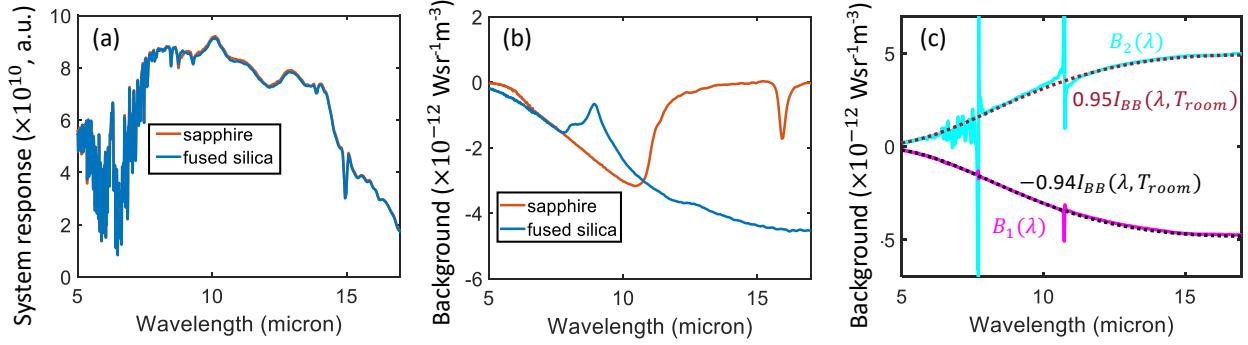 (a)
System response (×10¹⁰, a.u.)
10
8
6
4
2
0
sapphire
fused silica
5
10
15
Wavelength (micron)
(b)
Background (×10⁻¹² Wsr⁻¹m⁻³)
2
0
-2
-4
-6
sapphire
fused silica
5
10
15
Wavelength (micron)
(c)
Background (×10⁻¹² Wsr⁻¹m⁻³)
5
0
-5
B₂(λ)
0.95I_BB(λ, T_room)
−0.94I_BB(λ, T_room)
B₁(λ)
5
10
15
Wavelength (micron)